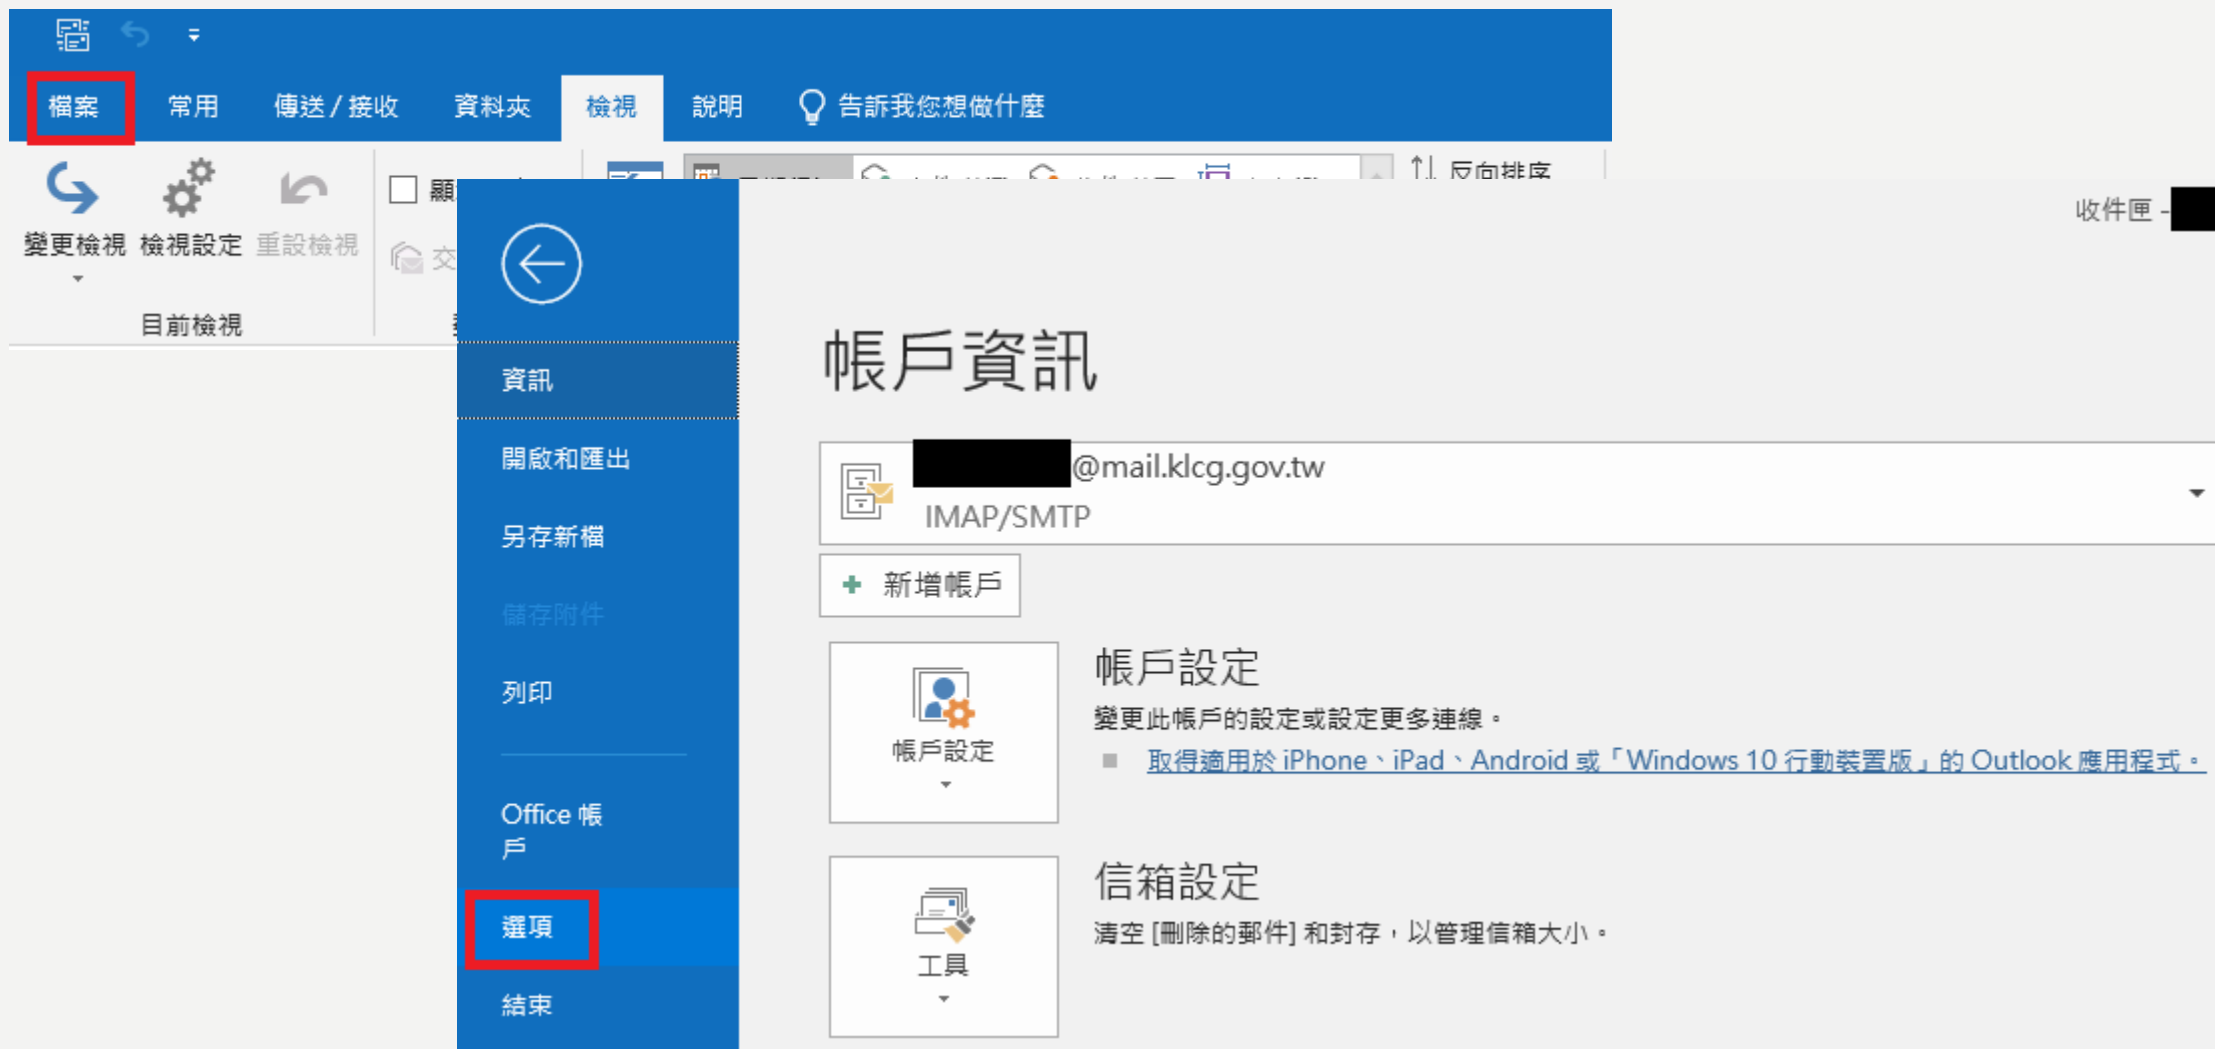 檔案 常用 傳送 / 接收 資料夾 檢視 說明 告訴我您想做什麼
反向排序
變更檢視 檢視設定 重設檢視
目前檢視
收件匣 -
帳戶資訊
資訊
開啟和匯出
另存新檔
儲存附件
列印
Office 帳
戶
選項
結束
@mail.klcg.gov.tw
IMAP/SMTP
新增帳戶
帳戶設定
帳戶設定
變更此帳戶的設定或設定更多連線。
取得適用於 iPhone、iPad、Android 或「Windows 10 行動裝置版」的 Outlook 應用程式。
工具
信箱設定
清空 [刪除的郵件] 和封存，以管理信箱大小。